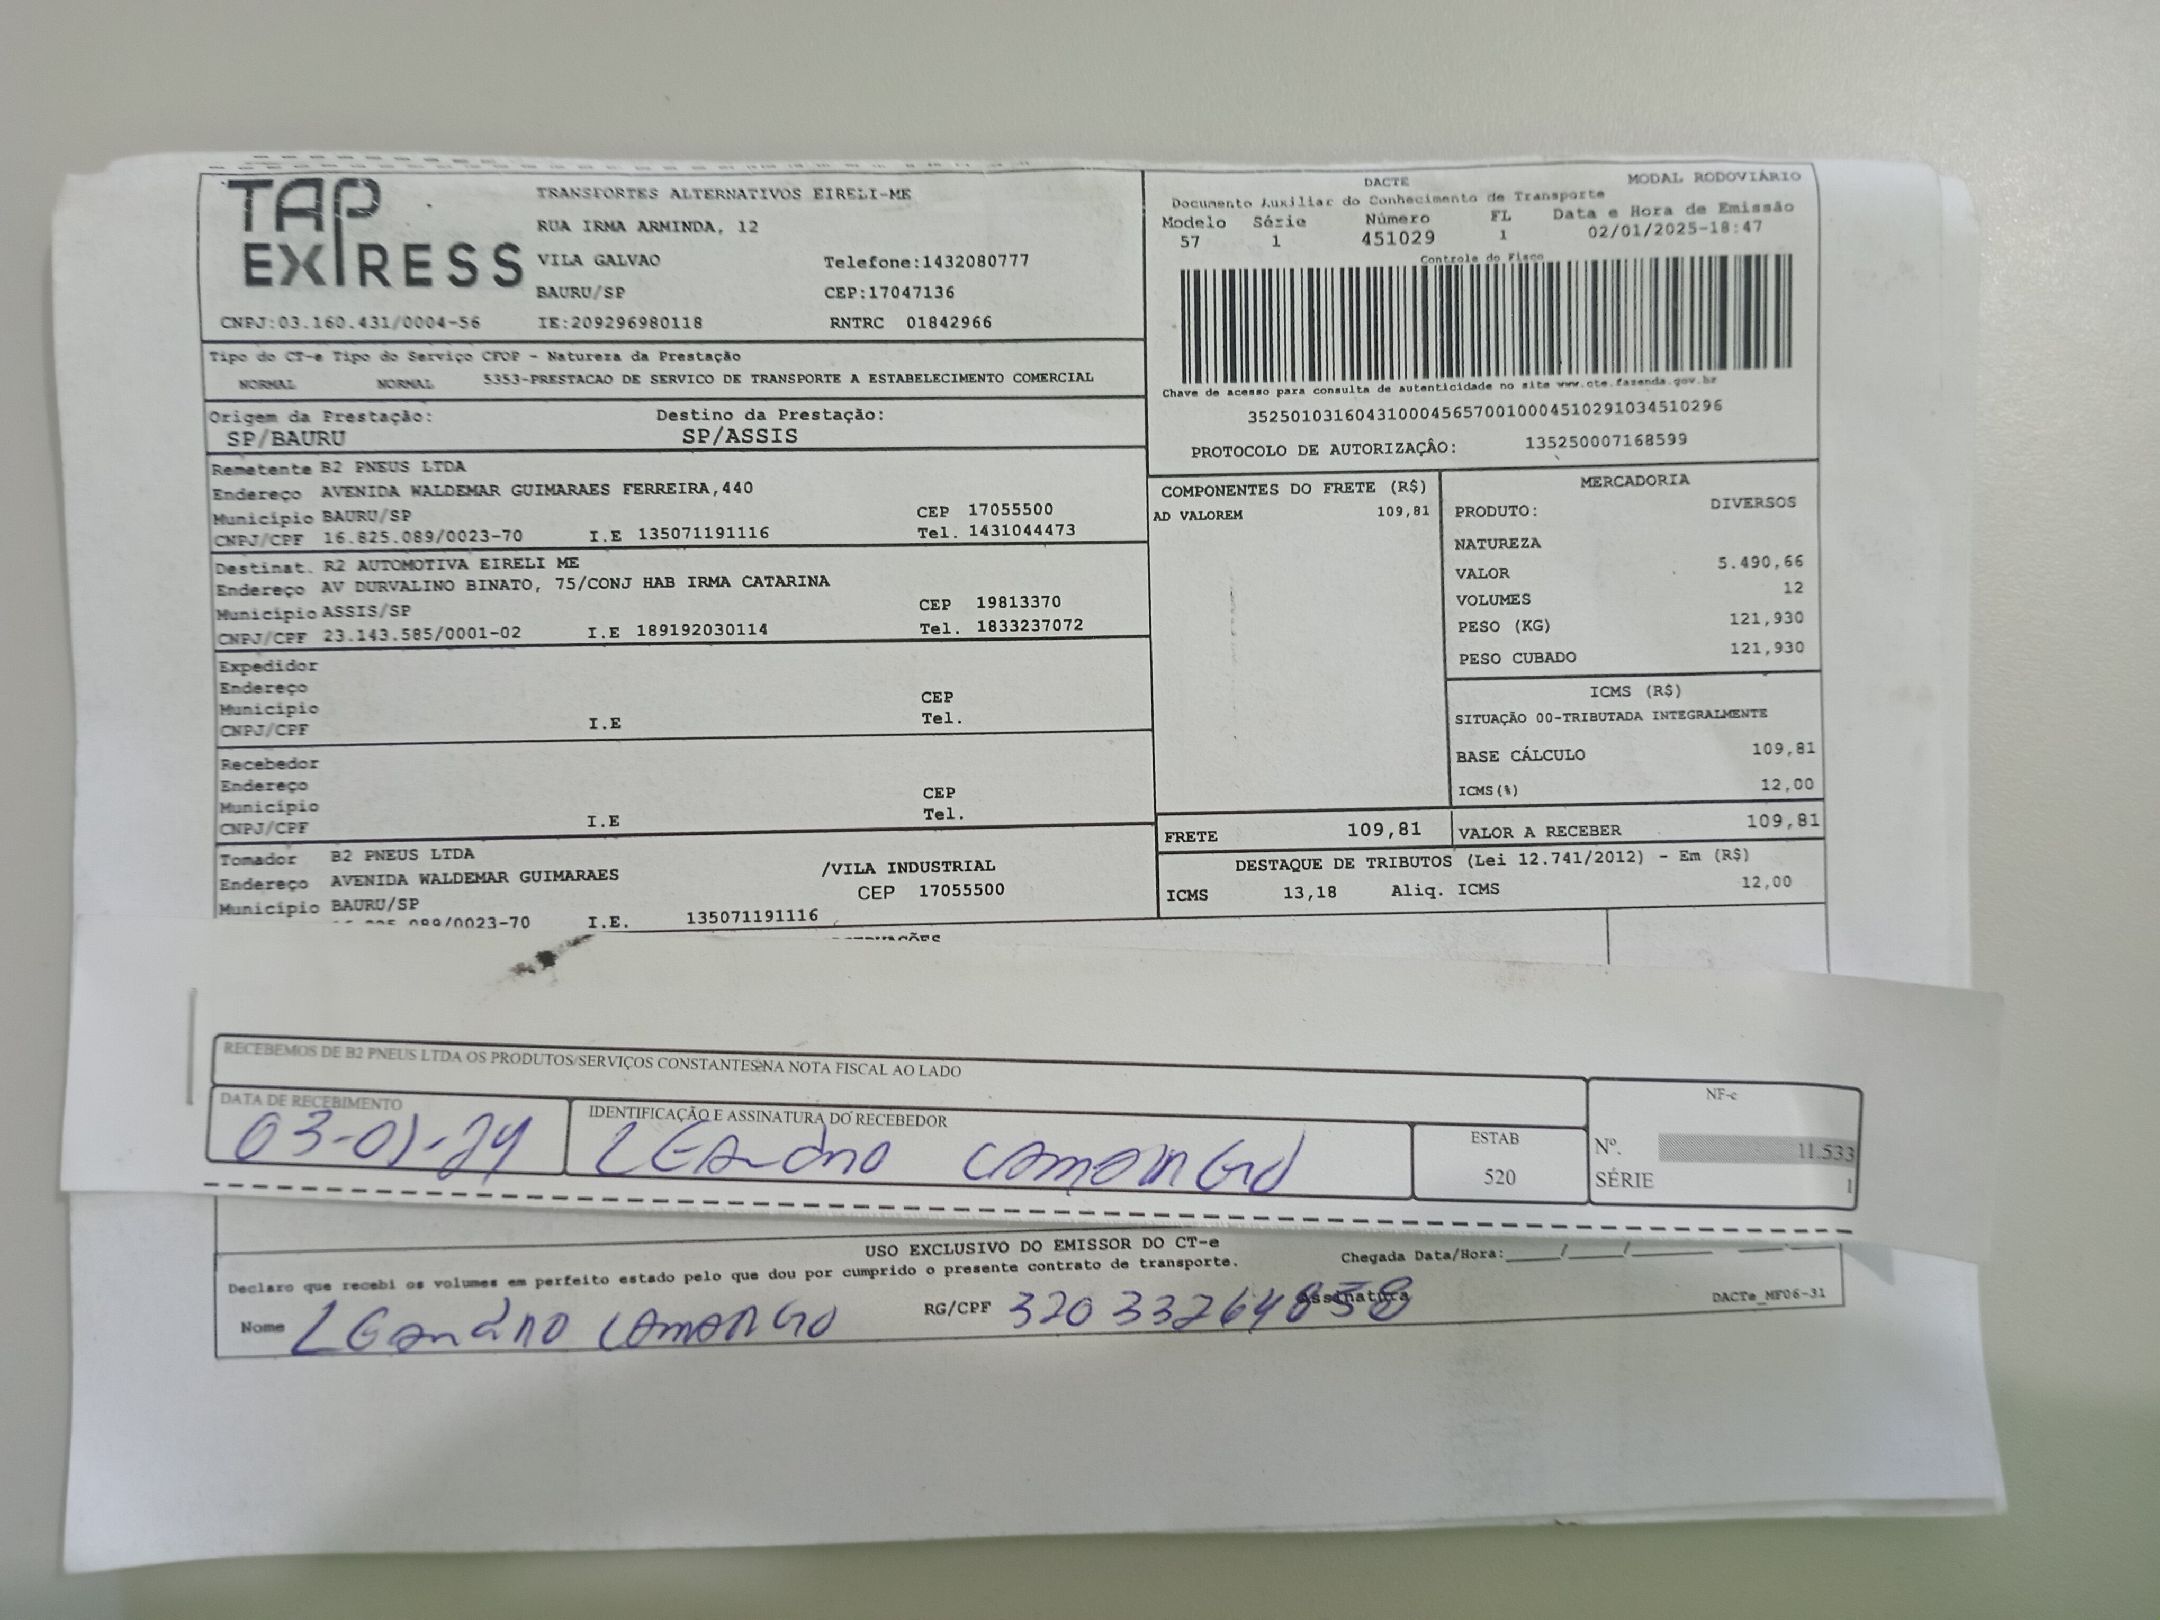 TAP EXPRESS
TRANSPORTES ALTERNATIVOS EIRELI-ME
RUA IRMA ARMINDA, 12
VILA GALVAO Telefone:1432080777
BAURU/SP CEP:17047136
CNPJ:03.160.431/0004-56 IE:209296980118 RNTRC 01842966
DACTE MODAL RODOVIÁRIO
Documento Auxiliar do Conhecimento de Transporte
Modelo Série Número FL Data e Hora de Emissão
57 1 451029 1 02/01/2025-18:47
Controle do Fisco
Chave de acesso para consulta de autenticidade no site www.cte.fazenda.gov.br
35250103160431000456570010004510291034510296
PROTOCOLO DE AUTORIZAÇÃO: 135250007168599
Tipo do CT-e Tipo do Serviço CFOP - Natureza da Prestação
NORMAL NORMAL 5353-PRESTACAO DE SERVICO DE TRANSPORTE A ESTABELECIMENTO COMERCIAL
Origem da Prestação: Destino da Prestação:
SP/BAURU SP/ASSIS
Remetente B2 PNEUS LTDA
Endereço AVENIDA WALDEMAR GUIMARAES FERREIRA,440
Município BAURU/SP CEP 17055500
CNPJ/CPF 16.825.089/0023-70 I.E 135071191116 Tel. 1431044473
Destinat. R2 AUTOMOTIVA EIRELI ME
Endereço AV DURVALINO BINATO, 75/CONJ HAB IRMA CATARINA
Município ASSIS/SP CEP 19813370
CNPJ/CPF 23.143.585/0001-02 I.E 189192030114 Tel. 1833237072
Expedidor
Endereço
Município CEP
CNPJ/CPF I.E Tel.
Recebedor
Endereço
Município CEP
CNPJ/CPF I.E Tel.
Tomador B2 PNEUS LTDA
Endereço AVENIDA WALDEMAR GUIMARAES /VILA INDUSTRIAL
Município BAURU/SP CEP 17055500
089/0023-70 I.E. 135071191116
COMPONENTES DO FRETE (R$)
AD VALOREM 109,81
MERCADORIA
PRODUTO: DIVERSOS
NATUREZA
VALOR 5.490,66
VOLUMES 12
PESO (KG) 121,930
PESO CUBADO 121,930
ICMS (R$)
SITUAÇÃO 00-TRIBUTADA INTEGRALMENTE
BASE CÁLCULO 109,81
ICMS(%) 12,00
FRETE 109,81 VALOR A RECEBER 109,81
DESTAQUE DE TRIBUTOS (Lei 12.741/2012) - Em (R$)
ICMS 13,18 Aliq. ICMS 12,00
RECEBEMOS DE B2 PNEUS LTDA OS PRODUTOS/SERVIÇOS CONSTANTES NA NOTA FISCAL AO LADO
DATA DE RECEBIMENTO IDENTIFICAÇÃO E ASSINATURA DO RECEBEDOR
03-01-24 LEANDRO CAMARGO
ESTAB
520
NF-e
Nº. 11.533
SÉRIE 1
USO EXCLUSIVO DO EMISSOR DO CT-e
Declaro que recebi os volumes em perfeito estado pelo que dou por cumprido o presente contrato de transporte. Chegada Data/Hora:____/____/____
Nome LEANDRO CAMARGO RG/CPF 32033264858 Assinatura DACTe_MF06-31